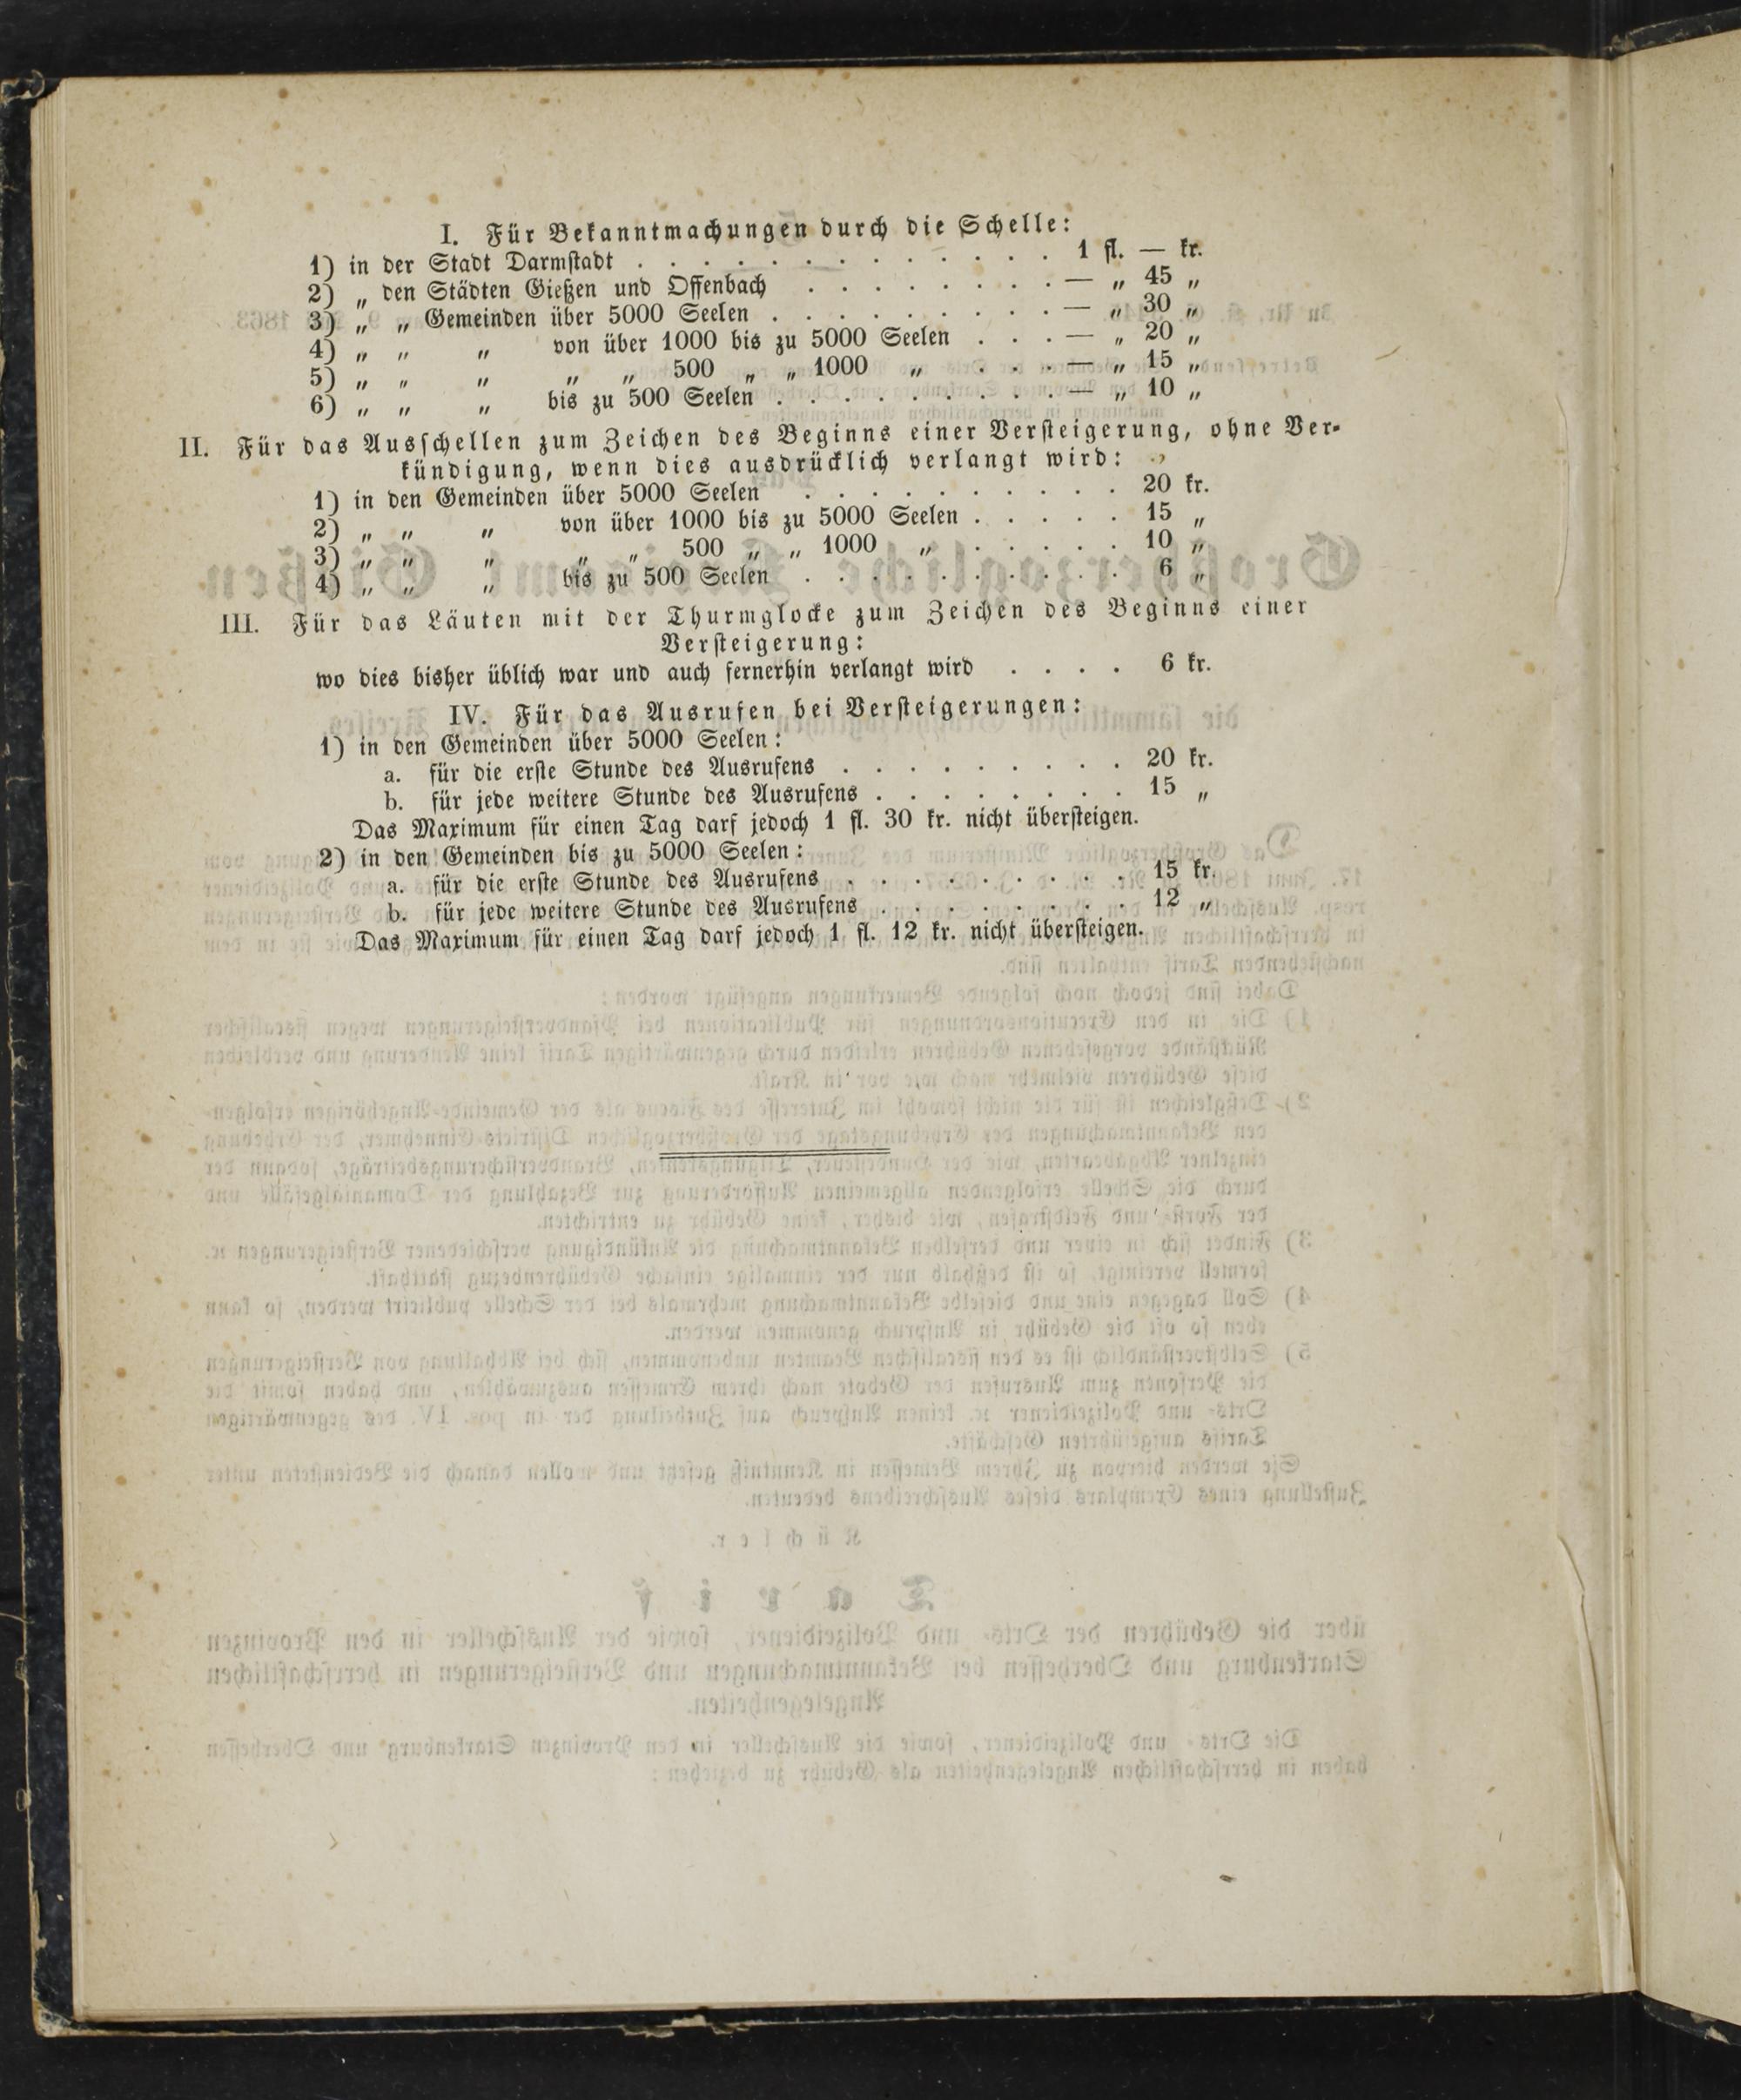 I. Für Bekanntmachungen durch die Schelle:
1) in der Stadt Darmstadt . . . . . . . . . . . . . 1 fl. — kr.
2) „ den Städten Gießen und Offenbach . . . . . . . . — „ 45 „
3) „ „ Gemeinden über 5000 Seelen . . . . . . . . . — „ 30 „
4) „ „ „ von über 1000 bis zu 5000 Seelen . . . — „ 20 „
5) „ „ „ „ „ 500 „ „ 1000 „ . . . — „ 15 „
6) „ „ „ bis zu 500 Seelen . . . . . . . . . — „ 10 „
II. Für das Ausschellen zum Zeichen des Beginns einer Versteigerung, ohne Ver-
kündigung, wenn dies ausdrücklich verlangt wird:
1) in den Gemeinden über 5000 Seelen . . . . . . . . . . 20 kr.
2) „ „ „ von über 1000 bis zu 5000 Seelen . . . . . 15 „
3) „ „ „ „ „ 500 „ „ 1000 „ . . . . . 10 „
4) „ „ „ bis zu 500 Seelen . . . . . . . . . . 6 „
III. Für das Läuten mit der Thurmglocke zum Zeichen des Beginns einer
Versteigerung:
wo dies bisher üblich war und auch fernerhin verlangt wird . . . . 6 kr.
IV. Für das Ausrufen bei Versteigerungen:
1) in den Gemeinden über 5000 Seelen:
a. für die erste Stunde des Ausrufens . . . . . . . . . 20 kr.
b. für jede weitere Stunde des Ausrufens . . . . . . . . 15 „
Das Maximum für einen Tag darf jedoch 1 fl. 30 kr. nicht übersteigen.
2) in den Gemeinden bis zu 5000 Seelen:
a. für die erste Stunde des Ausrufens . . . . . . . . . 15 kr.
b. für jede weitere Stunde des Ausrufens . . . . . . . . 12 „
Das Maximum für einen Tag darf jedoch 1 fl. 12 kr. nicht übersteigen.